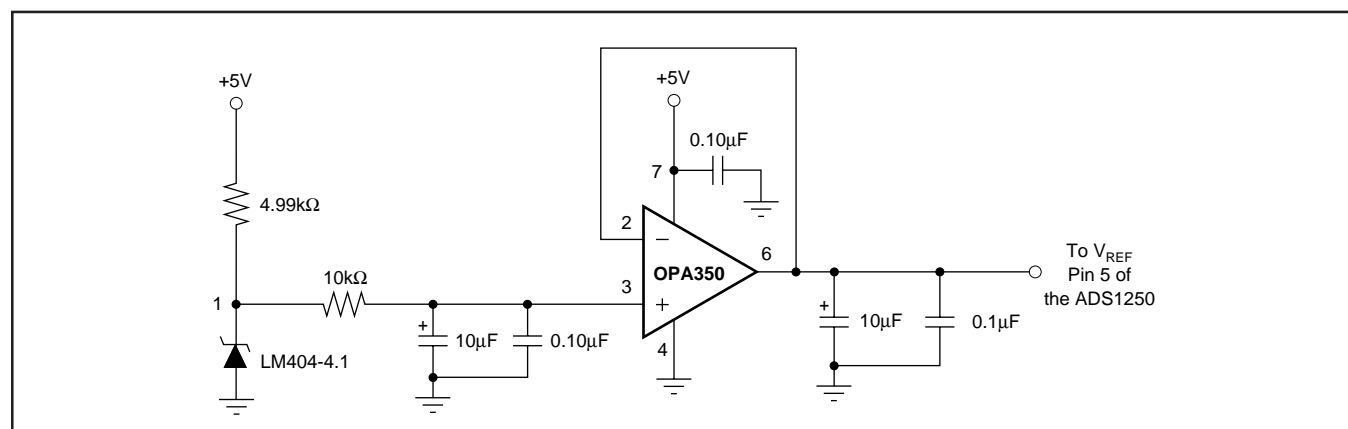 +5V
4.99kΩ
1
LM404-4.1
10kΩ
+
10µF
0.10µF
+5V
7
0.10µF
2
−
OPA350
3
+
4
6
+
10µF
0.1µF
To VREF
Pin 5 of
the ADS1250